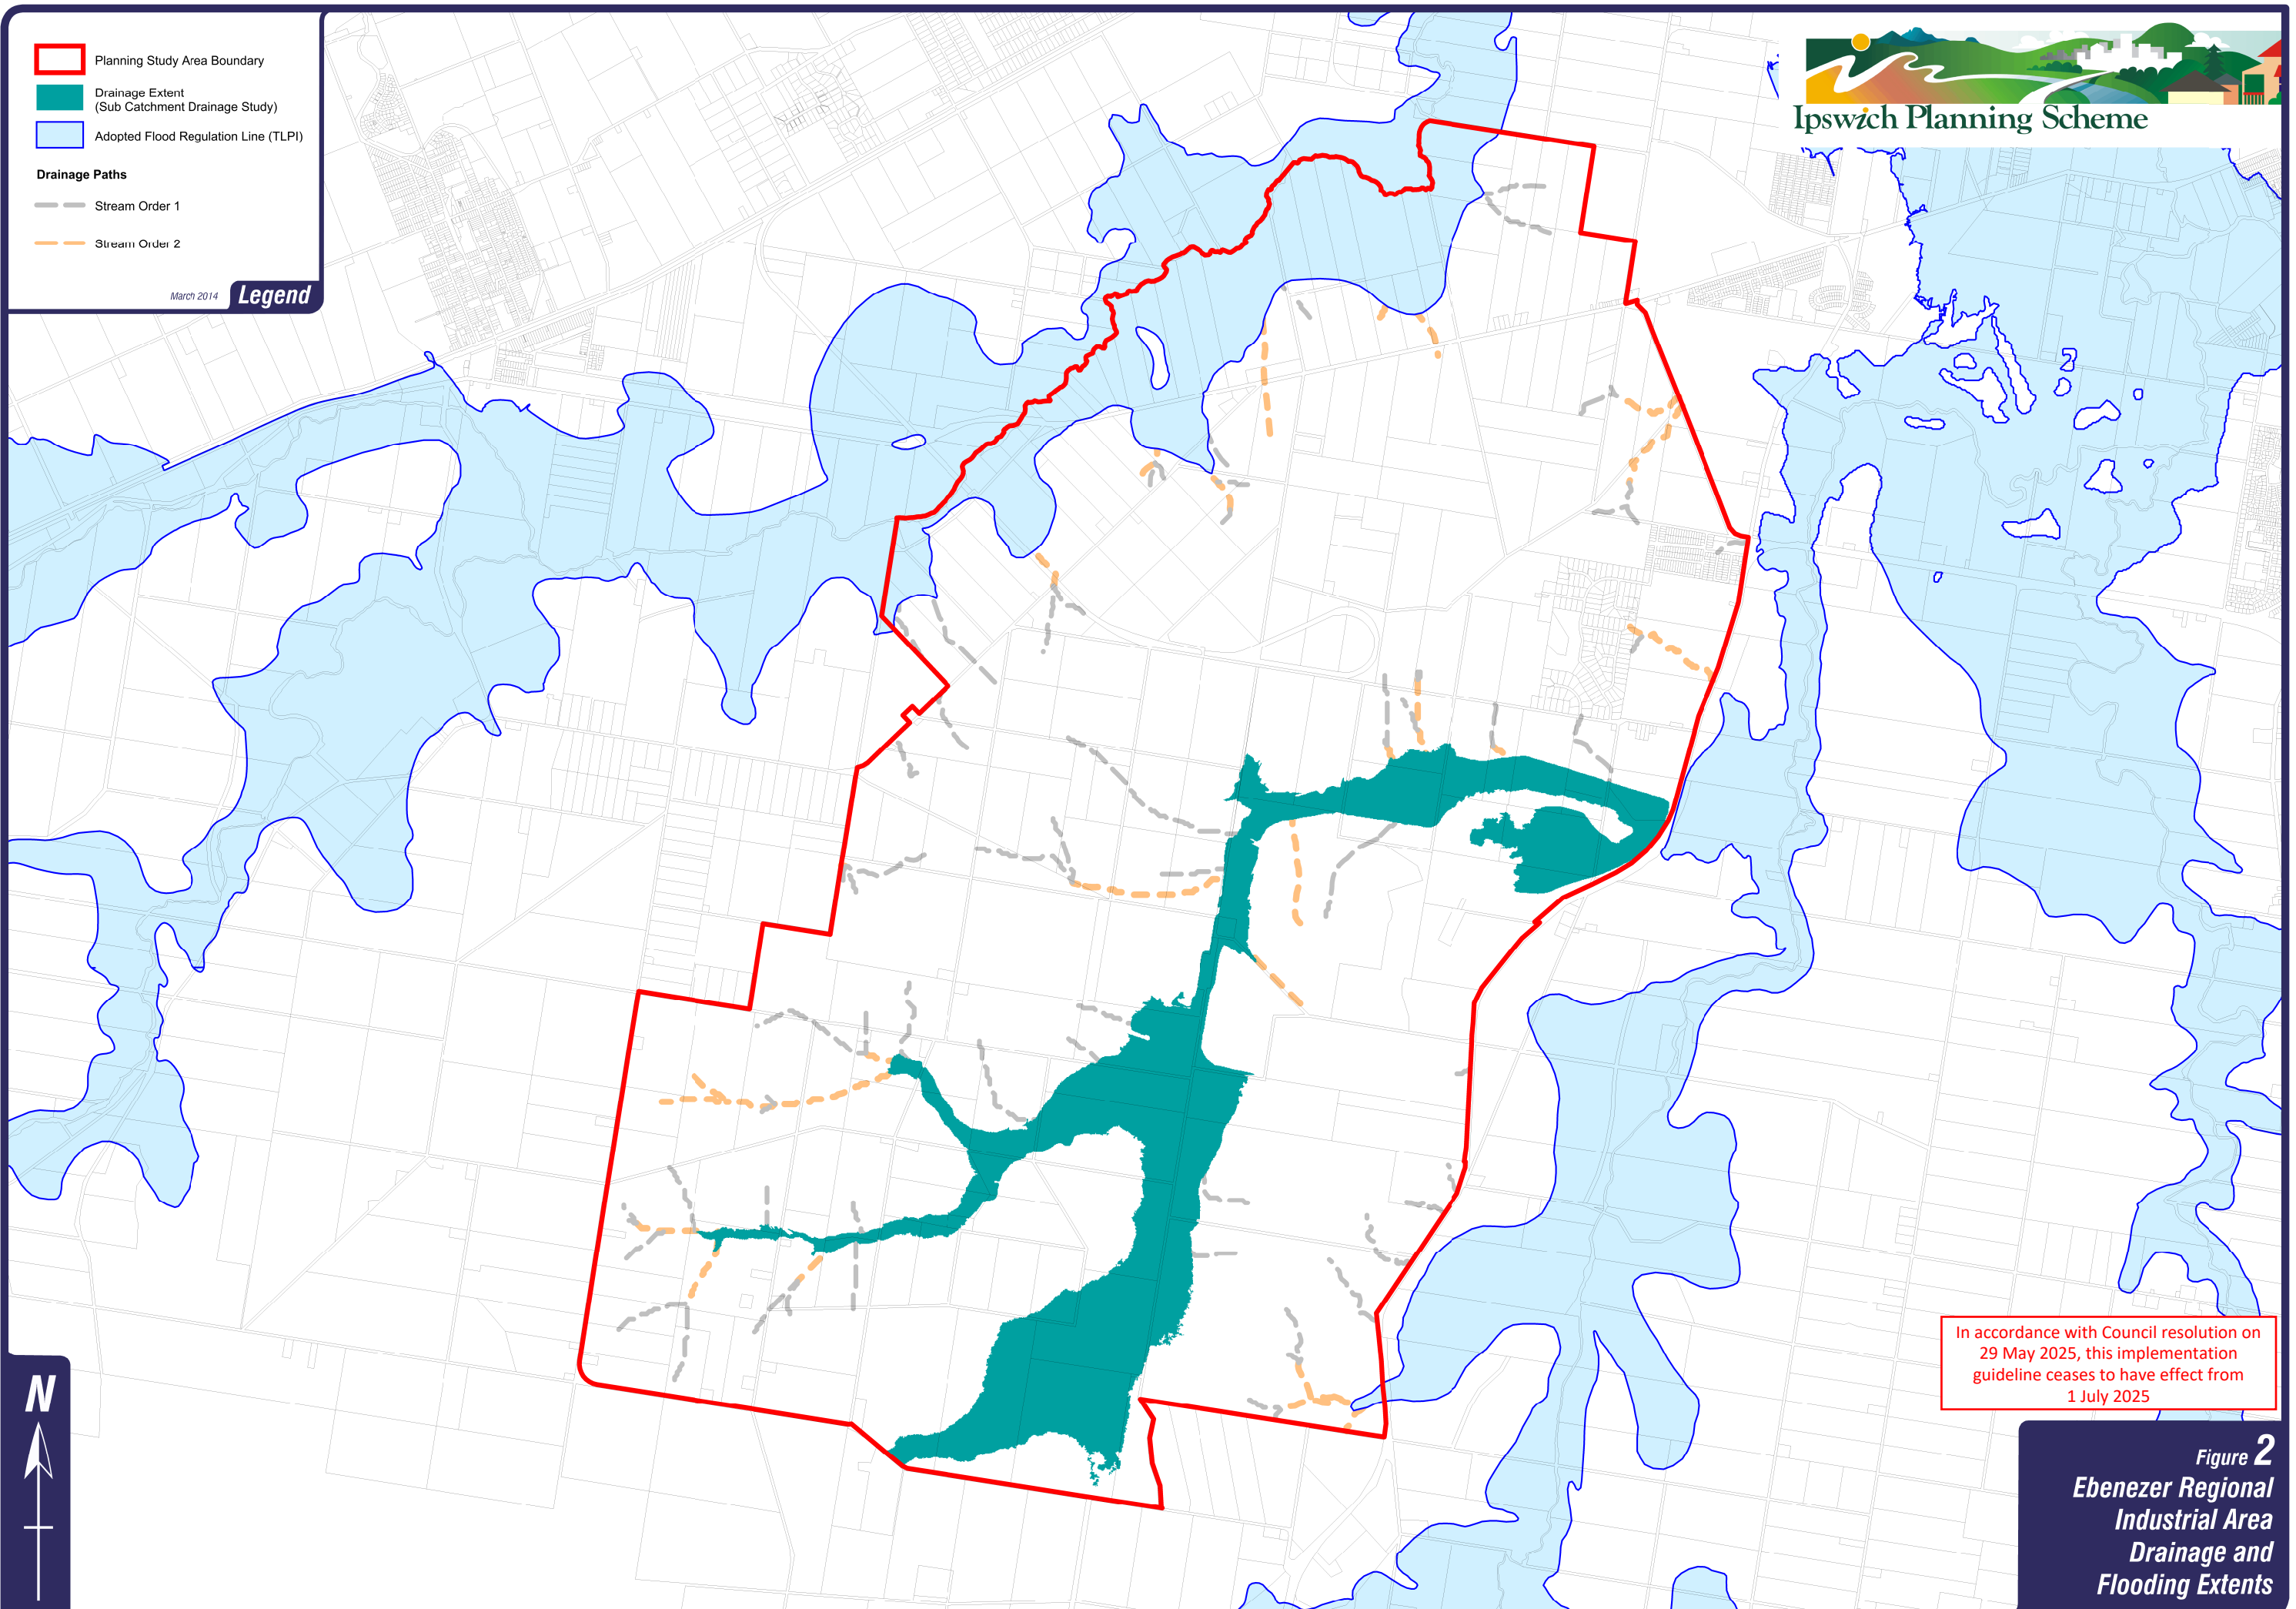 Planning Study Area Boundary
Drainage Extent
(Sub Catchment Drainage Study)
Adopted Flood Regulation Line (TLPI)
Drainage Paths
Stream Order 1
Stream Order 2
March 2014
Legend
Ipswich Planning Scheme
In accordance with Council resolution on
29 May 2025, this implementation
guideline ceases to have effect from
1 July 2025
N
Figure 2
Ebenezer Regional
Industrial Area
Drainage and
Flooding Extents